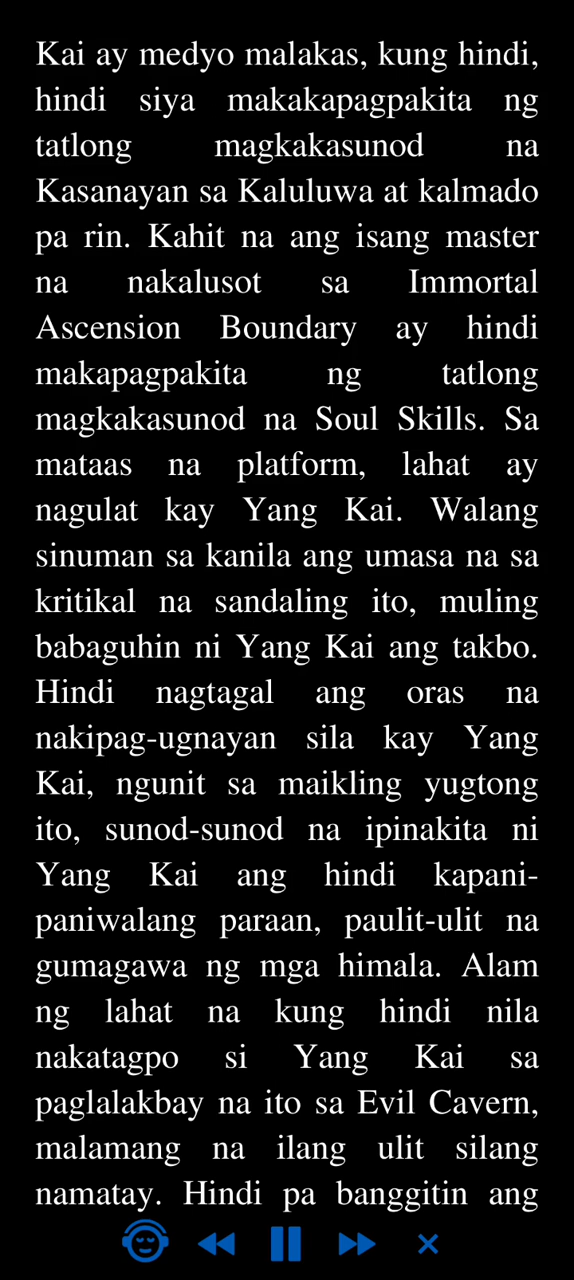 Kai ay medyo malakas, kung hindi,
hindi siya makakapagpakita ng
tatlong magkakasunod na
Kasanayan sa Kaluluwa at kalmado
pa rin. Kahit na ang isang master
na nakalusot sa Immortal
Ascension Boundary ay hindi
makapagpakita ng tatlong
magkakasunod na Soul Skills. Sa
mataas na platform, lahat ay
nagulat kay Yang Kai. Walang
sinuman sa kanila ang umasa na sa
kritikal na sandaling ito, muling
babaguhin ni Yang Kai ang takbo.
Hindi nagtagal ang oras na
nakipag-ugnayan sila kay Yang
Kai, ngunit sa maikling yugtong
ito, sunod-sunod na ipinakita ni
Yang Kai ang hindi kapani-
paniwalang paraan, paulit-ulit na
gumagawa ng mga himala. Alam
ng lahat na kung hindi nila
nakatagpo si Yang Kai sa
paglalakbay na ito sa Evil Cavern,
malamang na ilang ulit silang
namatay. Hindi pa banggitin ang